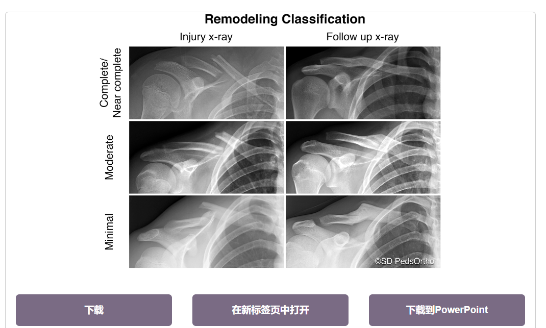 Remodeling Classification
Injury x-ray
Follow up x-ray
Complete/
Near complete
Moderate
Minimal
©SD PedsOrtho
下载
在新标签页中打开
下载到PowerPoint